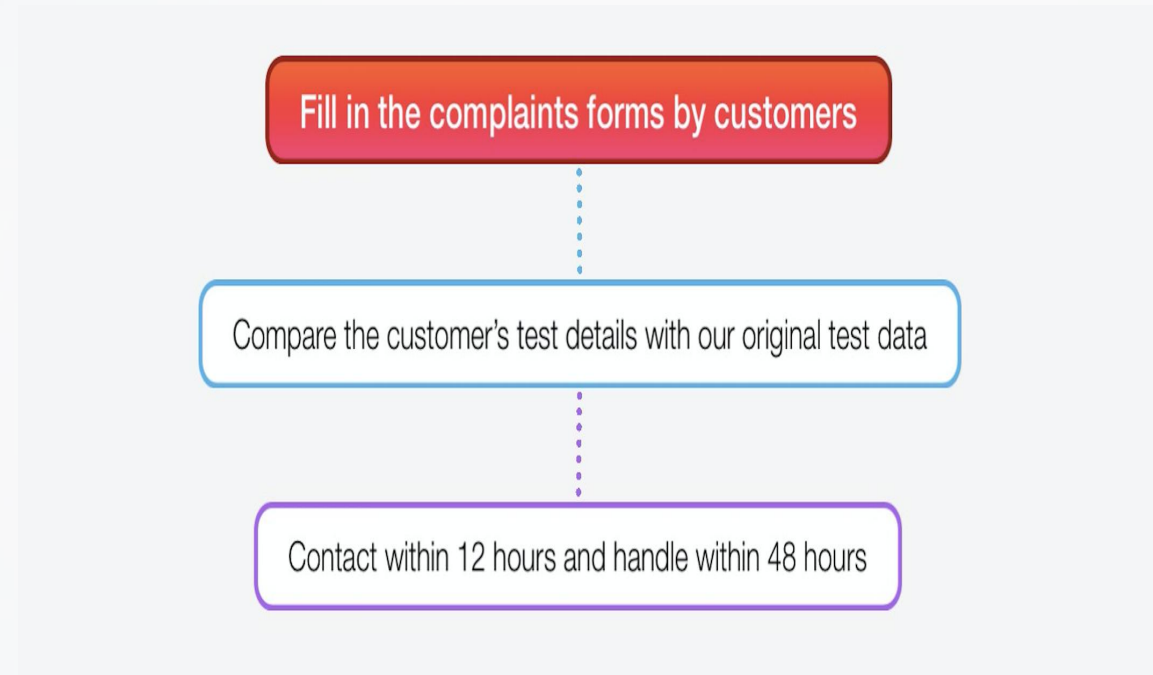 Fill in the complaints forms by customers
Compare the customer’s test details with our original test data
Contact within 12 hours and handle within 48 hours